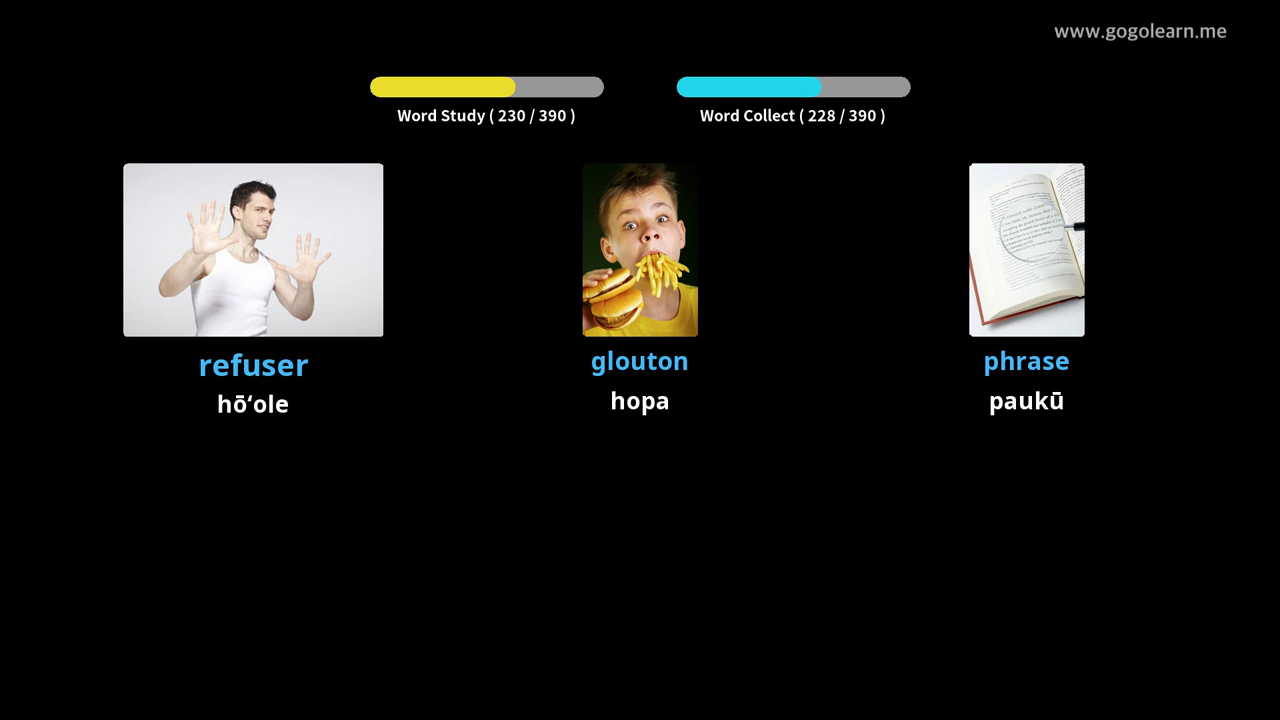 www.gogolearn.me
Word Study ( 230 / 390 )
Word Collect ( 228 / 390 )
refuser
hōʻole
glouton
hopa
phrase
paukū